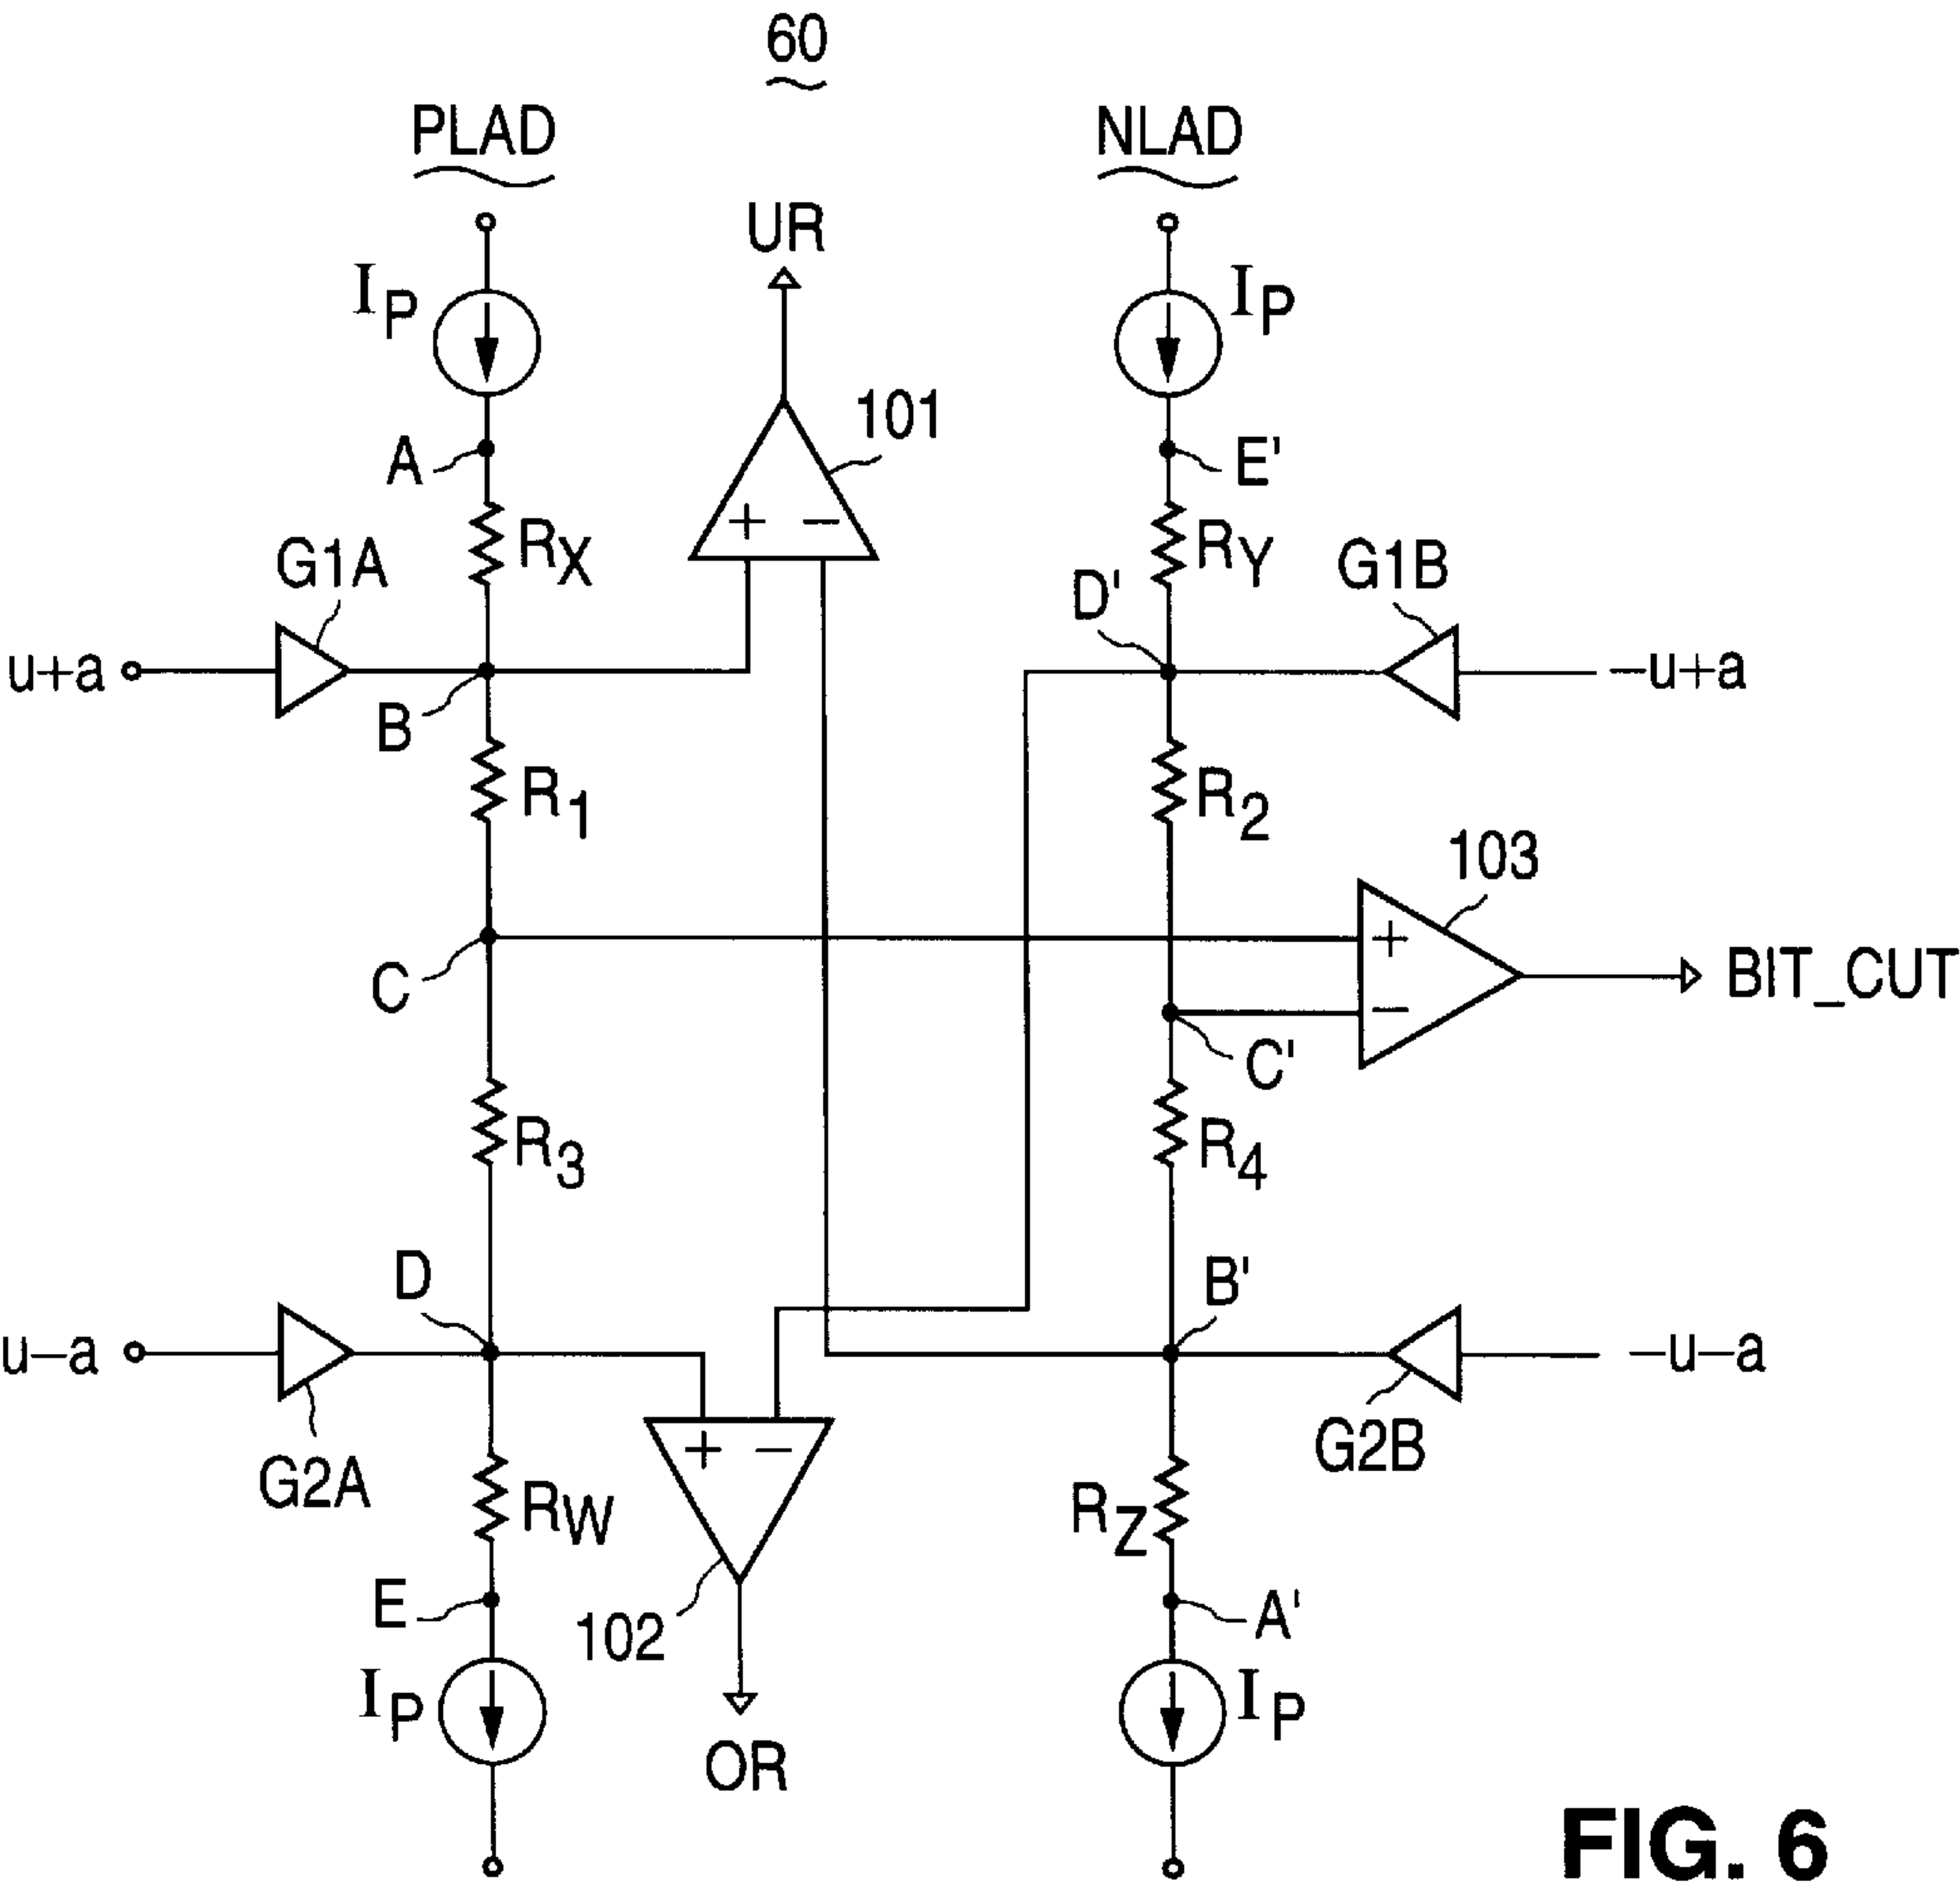 60
PLAD
NLAD
UR
IP
IP
101
A
E'
+ −
RX
RY
G1A
G1B
D'
u+a
−u+a
B
R1
R2
103
+
C
BIT_CUT
−
C'
R3
R4
D
B'
u−a
−u−a
+ −
G2A
G2B
RW
RZ
E
A'
102
IP
IP
OR
FIG. 6